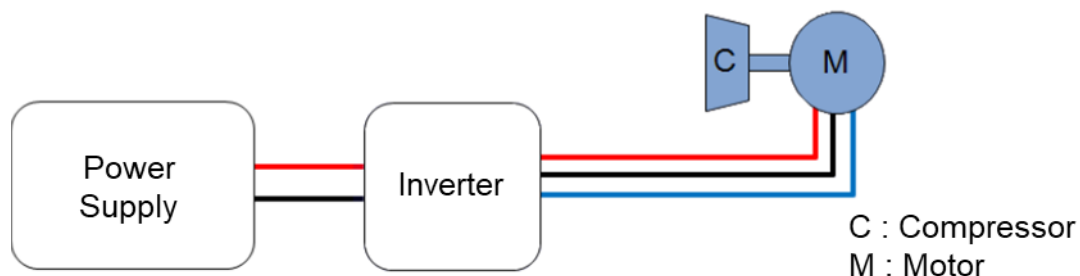 C
M
Power
Supply
Inverter
C : Compressor
M : Motor